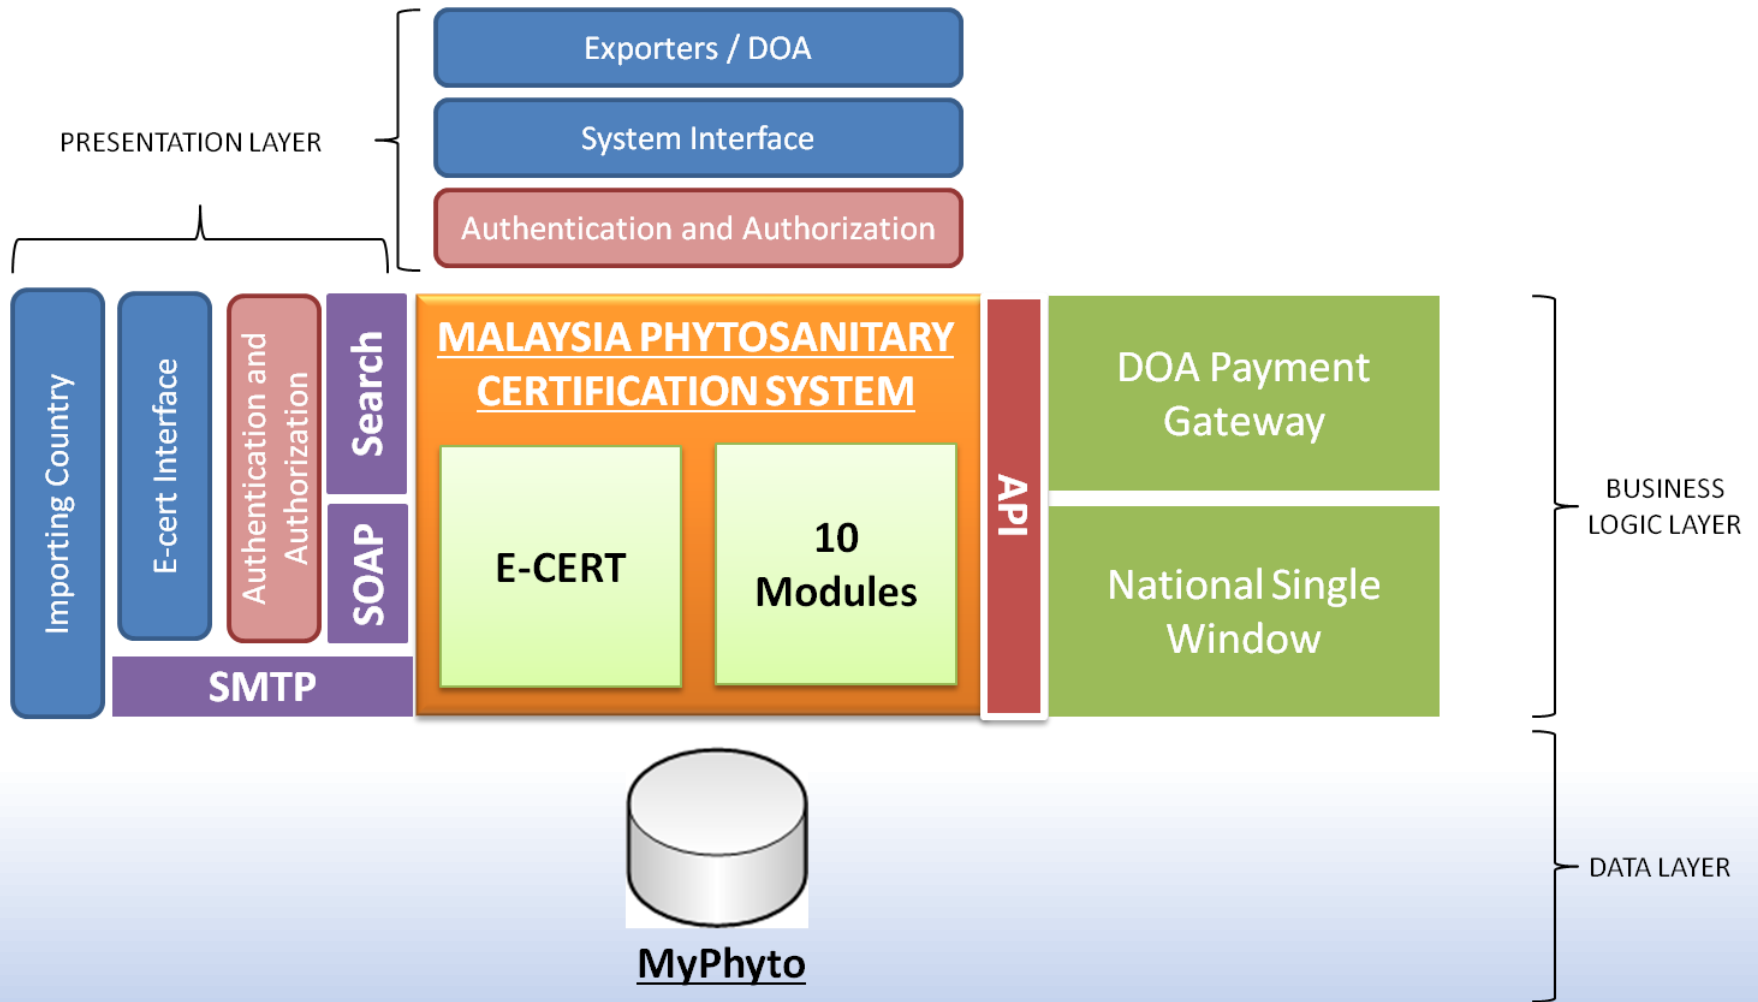 Exporters / DOA
System Interface
PRESENTATION LAYER
Authentication and Authorization
Importing Country
E-cert Interface
Authentication and
Authorization
Search
SOAP
SMTP
MALAYSIA PHYTOSANITARY
CERTIFICATION SYSTEM
E-CERT
10
Modules
API
DOA Payment
Gateway
National Single
Window
BUSINESS
LOGIC LAYER
DATA LAYER
MyPhyto